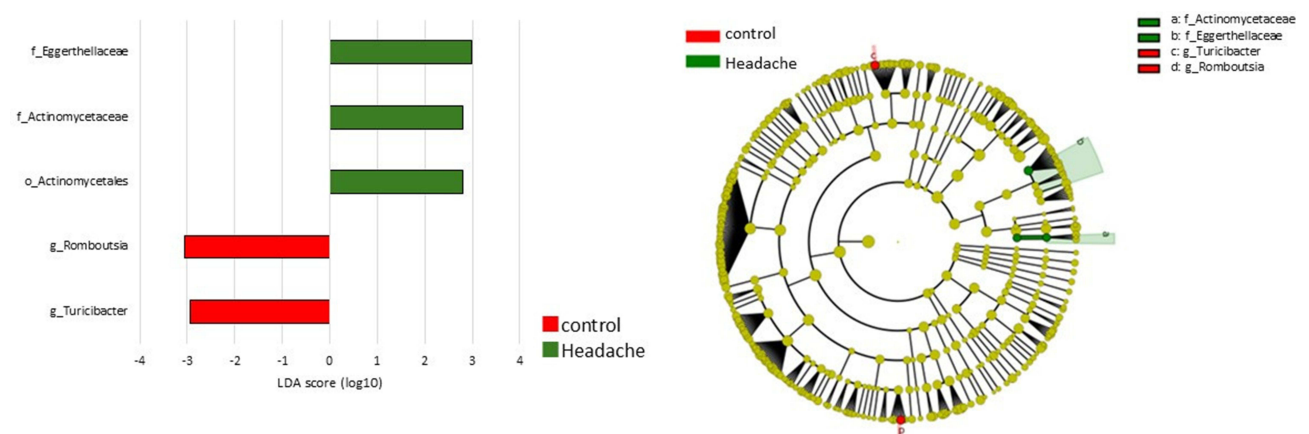 f_Eggerthellaceae
f_Actinomycetaceae
o_Actinomycetales
g_Romboutsia
g_Turicibacter
-4 -3 -2 -1 0 1 2 3 4
LDA score (log10)
control
Headache
control
Headache
c
b
a
D
a: f_Actinomycetaceae
b: f_Eggerthellaceae
c: g_Turicibacter
d: g_Romboutsia